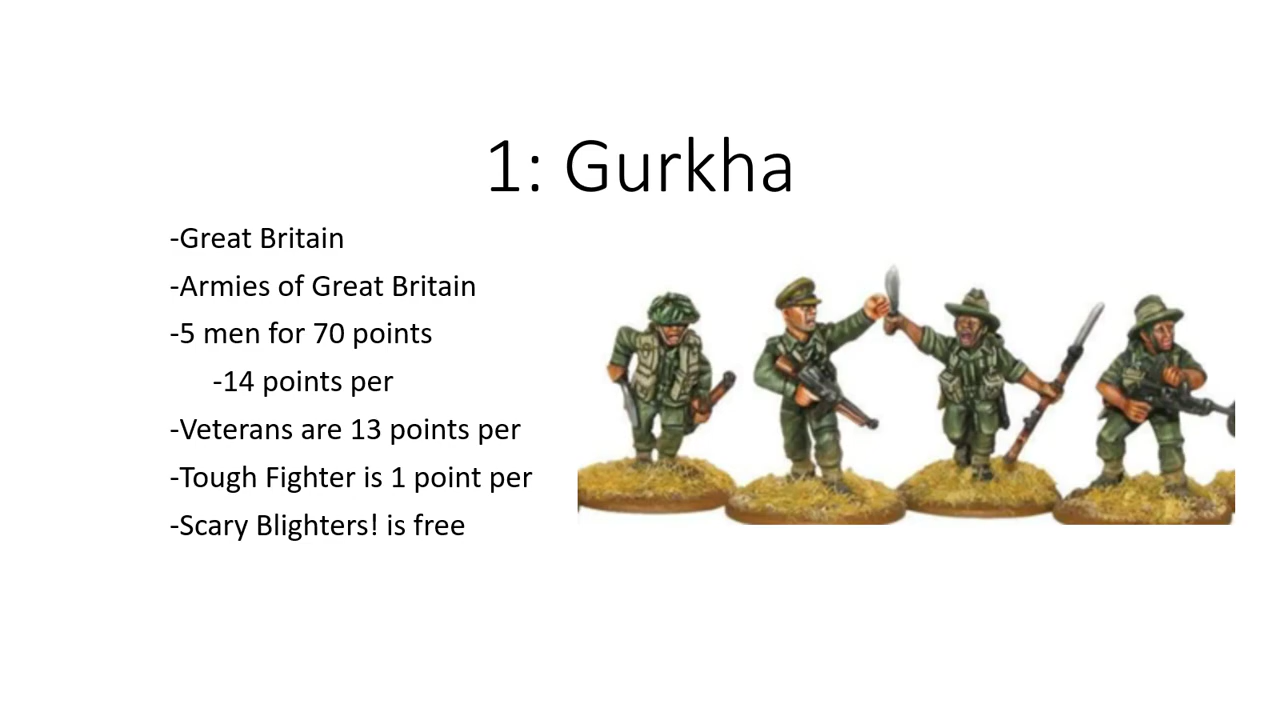 1: Gurkha
-Great Britain
-Armies of Great Britain
-5 men for 70 points
-14 points per
-Veterans are 13 points per
-Tough Fighter is 1 point per
-Scary Blighters! is free